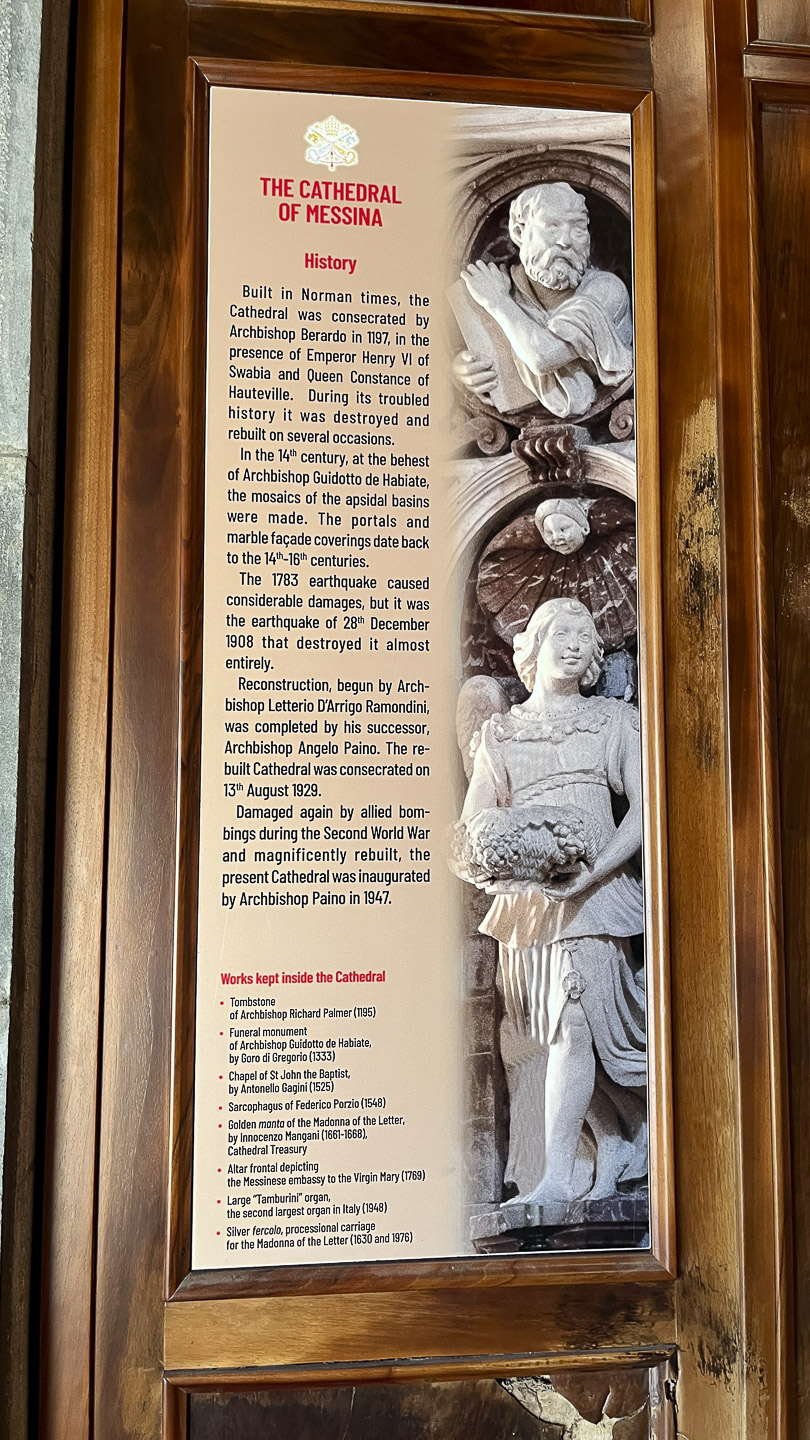 THE CATHEDRAL
OF MESSINA
History
Built in Norman times, the
Cathedral was consecrated by
Archbishop Berardo in 1197, in the
presence of Emperor Henry VI of
Swabia and Queen Constance of
Hauteville. During its troubled
history it was destroyed and
rebuilt on several occasions.
In the 14th century, at the behest
of Archbishop Guidotto de Habiate,
the mosaics of the apsidal basins
were made. The portals and
marble façade coverings date back
to the 14th-16th centuries.
The 1783 earthquake caused
considerable damages, but it was
the earthquake of 28th December
1908 that destroyed it almost
entirely.
Reconstruction, begun by Arch-
bishop Letterio D'Arrigo Ramondini,
was completed by his successor,
Archbishop Angelo Paino. The re-
built Cathedral was consecrated on
13th August 1929.
Damaged again by allied bom-
bings during the Second World War
and magnificently rebuilt, the
present Cathedral was inaugurated
by Archbishop Paino in 1947.
Works kept inside the Cathedral
• Tombstone
of Archbishop Richard Palmer (1195)
• Funeral monument
of Archbishop Guidotto de Habiate,
by Goro di Gregorio (1333)
• Chapel of St John the Baptist,
by Antonello Gagini (1525)
• Sarcophagus of Federico Porzio (1548)
• Golden manta of the Madonna of the Letter,
by Innocenzo Mangani (1661-1668),
Cathedral Treasury
• Altar frontal depicting
the Messinese embassy to the Virgin Mary (1769)
• Large "Tamburini" organ,
the second largest organ in Italy (1948)
• Silver fercolo, processional carriage
for the Madonna of the Letter (1630 and 1976)